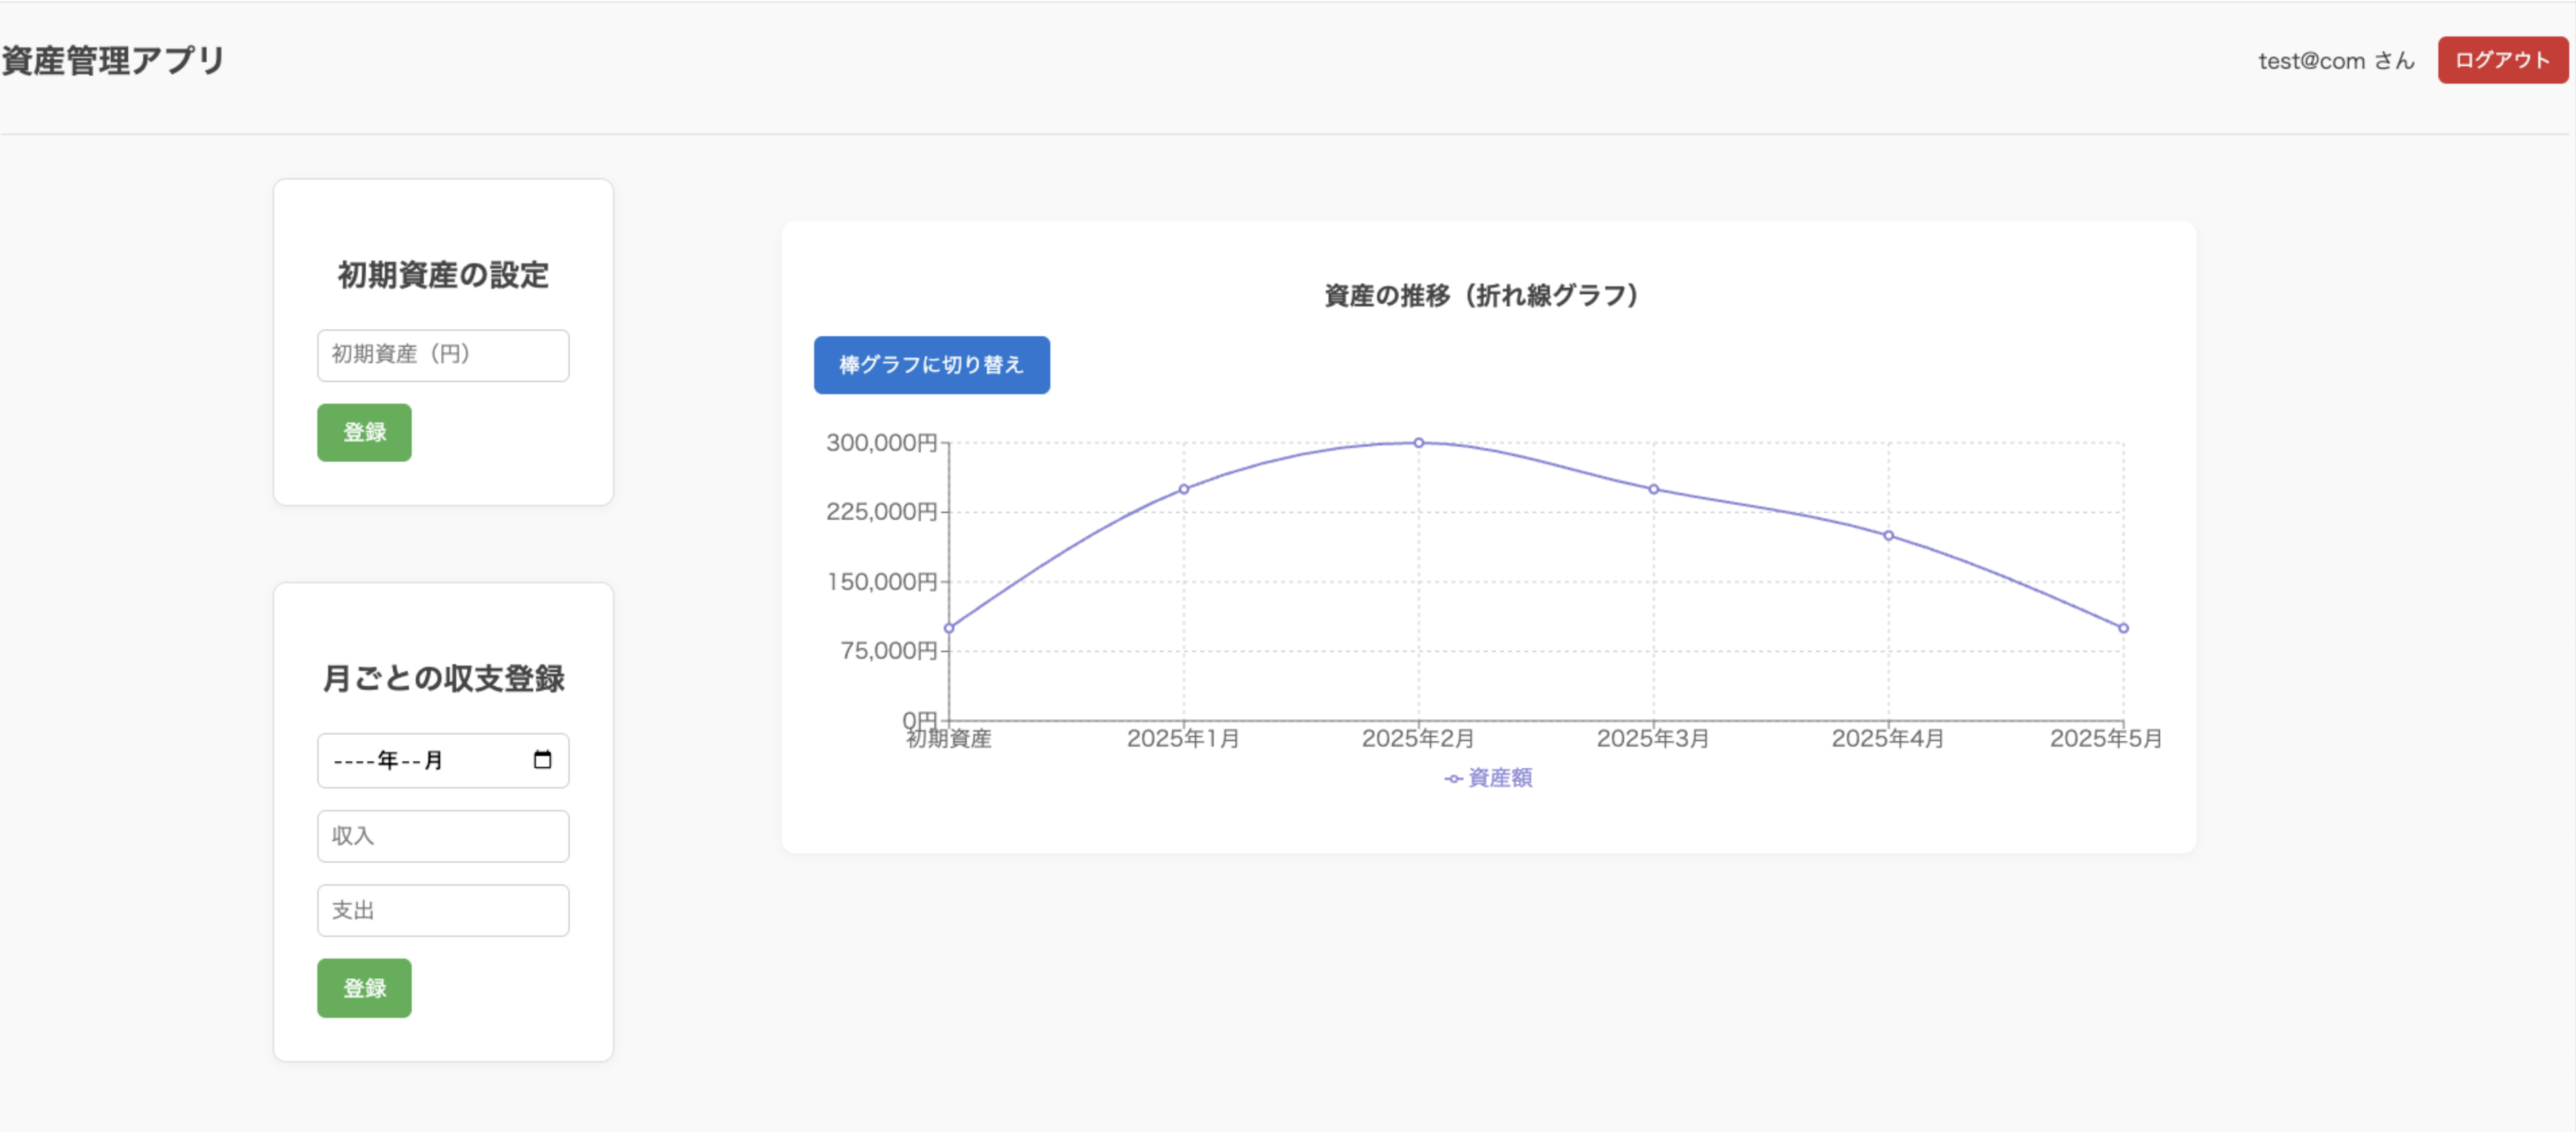 資産管理アプリ
test@com さん
ログアウト
初期資産の設定
初期資産（円）
登録
月ごとの収支登録
----年--月
収入
支出
登録
資産の推移（折れ線グラフ）
棒グラフに切り替え
300,000円
225,000円
150,000円
75,000円
0円
初期資産 2025年1月 2025年2月 2025年3月 2025年4月 2025年5月
資産額